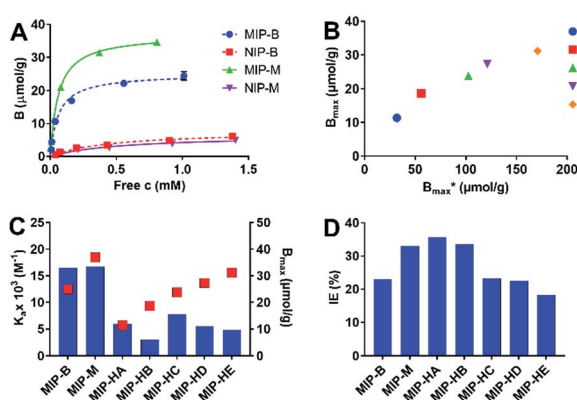 A
MIP-B
NIP-B
MIP-M
NIP-M
B (μmol/g)
40
30
20
10
0
0.0
0.5
1.0
1.5
Free c (mM)
B
Bmax (μmol/g)
40
30
20
10
0
0
50
100
150
200
Bmax* (μmol/g)
C
Ka x 10³ (M⁻¹)
25
20
15
10
5
0
50
40
30
20
10
0
Bmax (μmol/g)
MIP-B
MIP-M
MIP-HA
MIP-HB
MIP-HC
MIP-HD
MIP-HE
D
IE (%)
40
30
20
10
0
MIP-B
MIP-M
MIP-HA
MIP-HB
MIP-HC
MIP-HD
MIP-HE